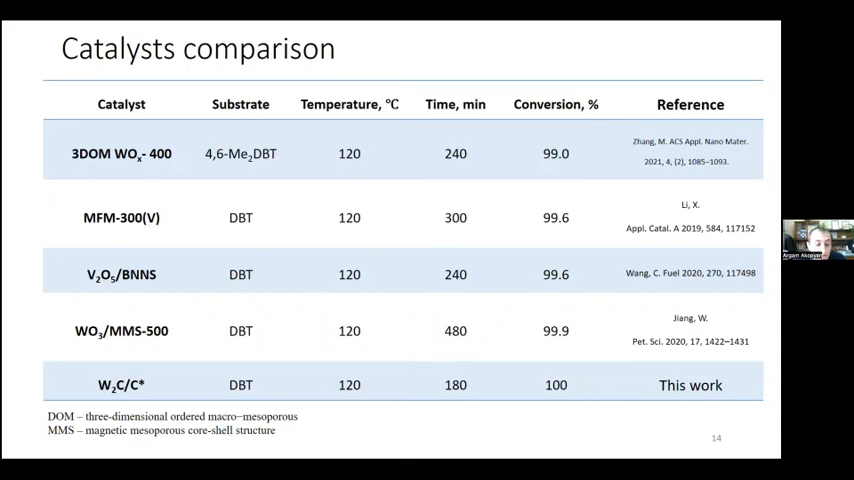 Catalysts comparison
Catalyst Substrate Temperature, ℃ Time, min Conversion, % Reference
3DOM WOx- 400 4,6-Me2DBT 120 240 99.0 Zhang, M. ACS Appl. Nano Mater.
2021, 4, (2), 1085–1093.
MFM-300(V) DBT 120 300 99.6 Li, X.
Appl. Catal. A 2019, 584, 117152
V2O5/BNNS DBT 120 240 99.6 Wang, C. Fuel 2020, 270, 117498
WO3/MMS-500 DBT 120 480 99.9 Jiang, W.
Pet. Sci. 2020, 17, 1422–1431
W2C/C* DBT 120 180 100 This work
DOM – three-dimensional ordered macro−mesoporous
MMS – magnetic mesoporous core-shell structure
14
Argam Akopyan